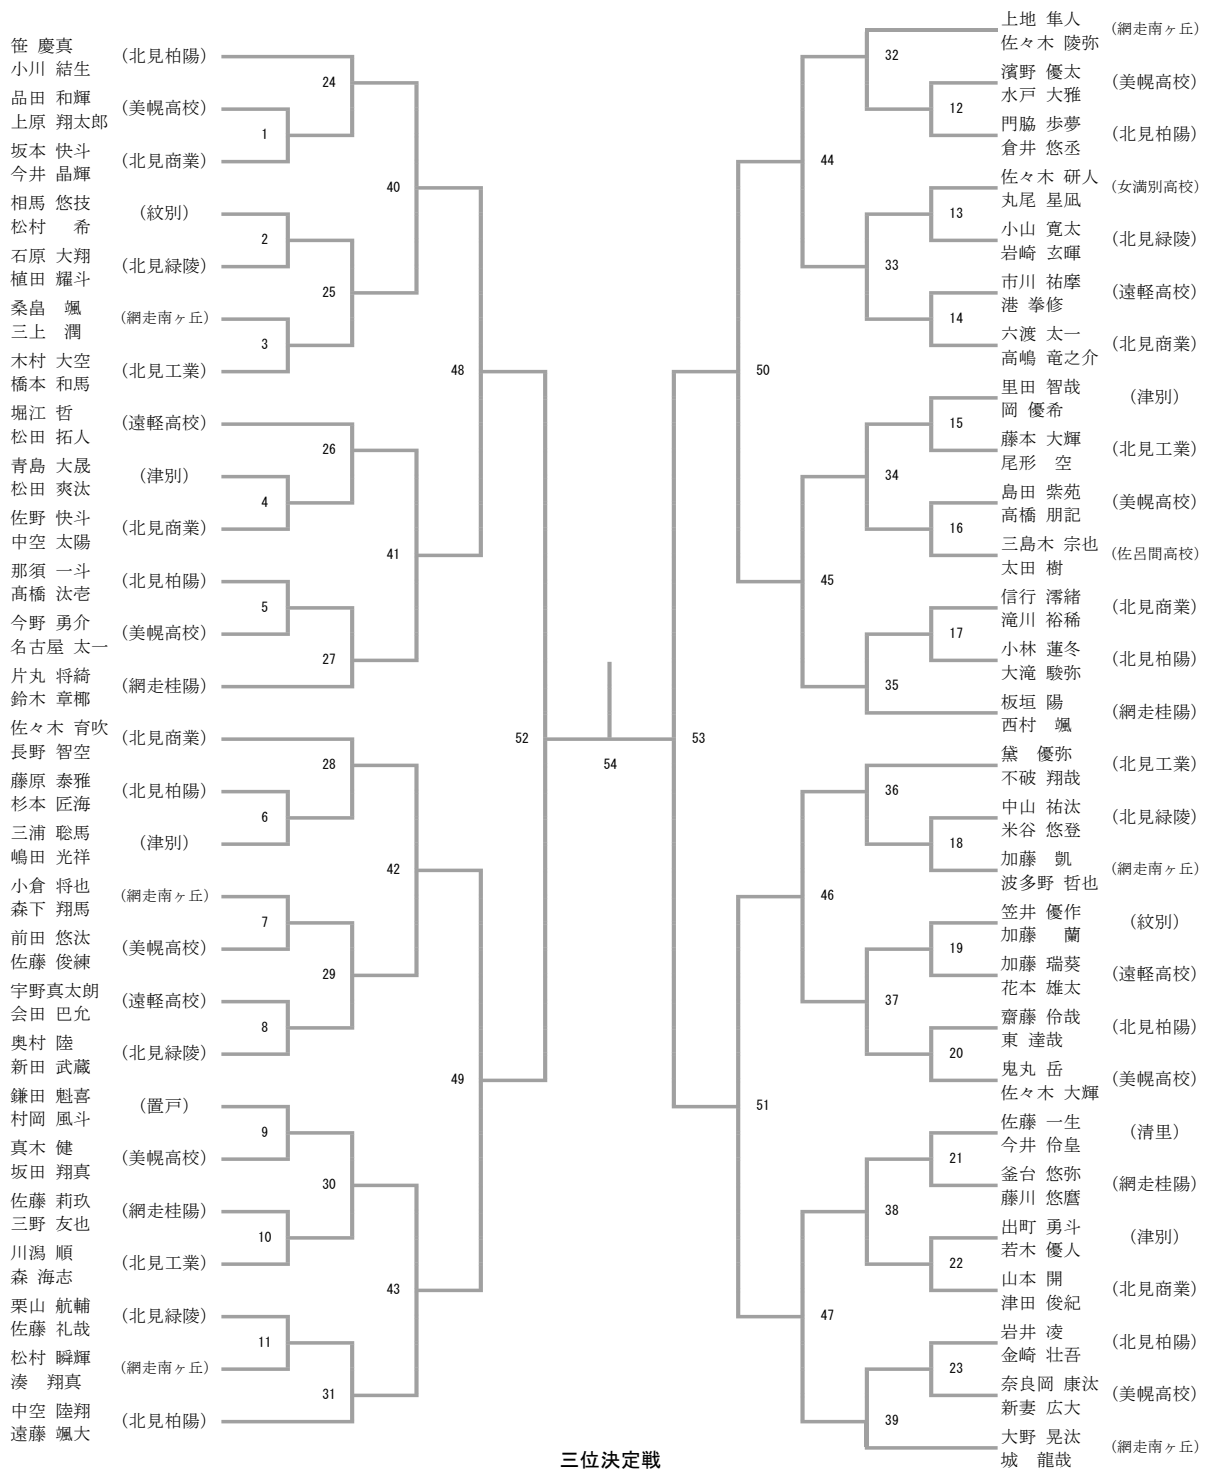 笹 慶真
小川 結生
(北見柏陽)
24
品田 和輝
上原 翔太郎
(美幌高校)
1
坂本 快斗
今井 晶輝
(北見商業)
40
相馬 悠技
松村 希
(紋別)
2
石原 大翔
植田 耀斗
(北見緑陵)
25
桑畠 颯
三上 潤
(網走南ヶ丘)
3
木村 大空
橋本 和馬
(北見工業)
48
堀江 哲
松田 拓人
(遠軽高校)
26
青島 大晟
松田 爽汰
(津別)
4
佐野 快斗
中空 太陽
(北見商業)
41
那須 一斗
髙橋 汰壱
(北見柏陽)
5
今野 勇介
名古屋 太一
(美幌高校)
27
片丸 将綺
鈴木 章椰
(網走桂陽)
52
佐々木 育吹
長野 智空
(北見商業)
28
藤原 泰雅
杉本 匠海
(北見柏陽)
6
三浦 聡馬
嶋田 光祥
(津別)
42
小倉 将也
森下 翔馬
(網走南ヶ丘)
7
前田 悠汰
佐藤 俊練
(美幌高校)
29
宇野真太朗
会田 巴允
(遠軽高校)
8
奥村 陸
新田 武蔵
(北見緑陵)
49
鎌田 魁喜
村岡 風斗
(置戸)
9
真木 健
坂田 翔真
(美幌高校)
30
佐藤 莉玖
三野 友也
(網走桂陽)
10
川潟 順
森 海志
(北見工業)
43
栗山 航輔
佐藤 礼哉
(北見緑陵)
11
松村 瞬輝
湊 翔真
(網走南ヶ丘)
31
中空 陸翔
遠藤 颯大
(北見柏陽)
54
上地 隼人
佐々木 陵弥
(網走南ヶ丘)
32
濱野 優太
水戸 大雅
(美幌高校)
12
門脇 歩夢
倉井 悠丞
(北見柏陽)
44
佐々木 研人
丸尾 星凪
(女満別高校)
13
小山 寛太
岩崎 玄暉
(北見緑陵)
33
市川 祐摩
港 拳修
(遠軽高校)
14
六渡 太一
高嶋 竜之介
(北見商業)
50
里田 智哉
岡 優希
(津別)
15
藤本 大輝
尾形 空
(北見工業)
34
島田 紫苑
高橋 朋記
(美幌高校)
16
三島木 宗也
太田 樹
(佐呂間高校)
45
信行 澪緒
滝川 裕稀
(北見商業)
17
小林 蓮冬
大滝 駿弥
(北見柏陽)
35
板垣 陽
西村 颯
(網走桂陽)
53
黛 優弥
不破 翔哉
(北見工業)
36
中山 祐汰
米谷 悠登
(北見緑陵)
18
加藤 凱
波多野 哲也
(網走南ヶ丘)
46
笠井 優作
加藤 蘭
(紋別)
19
加藤 瑞葵
花本 雄太
(遠軽高校)
37
齋藤 伶哉
東 達哉
(北見柏陽)
20
鬼丸 岳
佐々木 大輝
(美幌高校)
51
佐藤 一生
今井 伶皇
(清里)
21
釜台 悠弥
藤川 悠麿
(網走桂陽)
38
出町 勇斗
若木 優人
(津別)
22
山本 開
津田 俊紀
(北見商業)
47
岩井 凌
金崎 壮吾
(北見柏陽)
23
奈良岡 康汰
新妻 広大
(美幌高校)
39
大野 晃汰
城 龍哉
(網走南ヶ丘)
三位決定戦